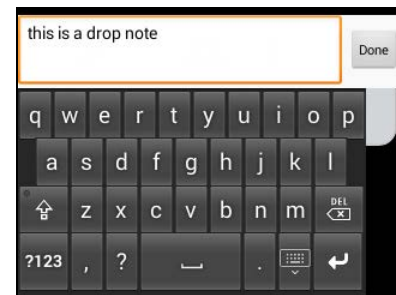 this is a drop note
Done
q w e r t y u i o p
a s d f g h j k l
z x c v b n m DEL
?123 , ? .